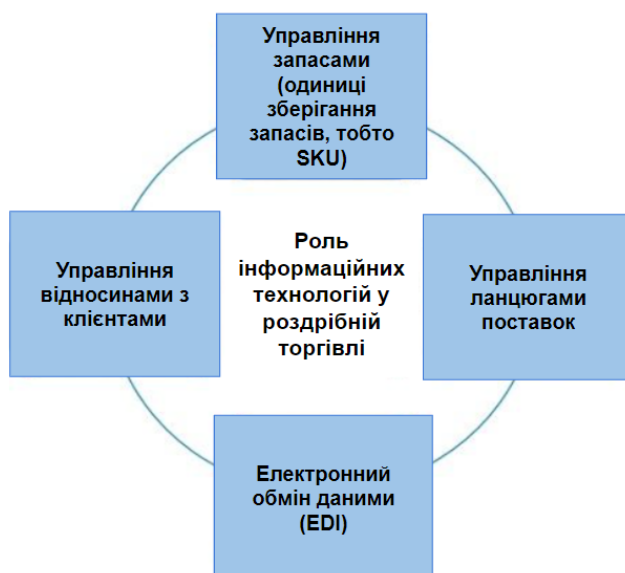 Управління
запасами
(одиниці
зберігання
запасів, тобто
SKU)
Роль
інформаційних
технологій у
роздрібній
торгівлі
Управління
відносинами з
клієнтами
Управління
ланцюгами
поставок
Електронний
обмін даними
(EDI)